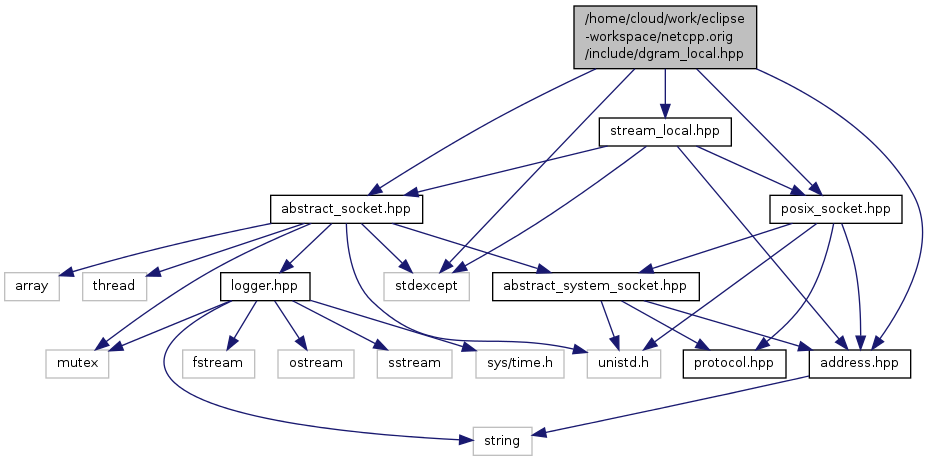 /home/cloud/work/eclipse
-workspace/netcpp.orig
/include/dgram_local.hpp
stream_local.hpp
abstract_socket.hpp
posix_socket.hpp
array
thread
logger.hpp
stdexcept
abstract_system_socket.hpp
mutex
fstream
ostream
sstream
sys/time.h
unistd.h
protocol.hpp
address.hpp
string